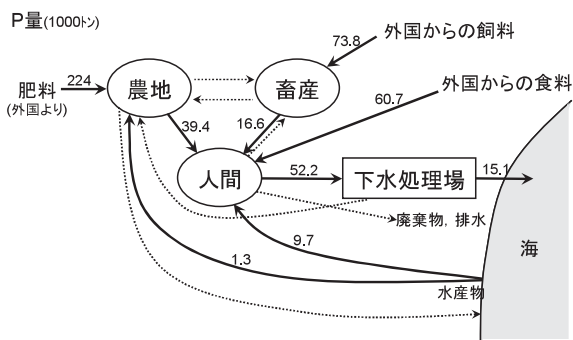 P量(1000トン)
73.8
外国からの飼料
肥料
(外国より)
224
農地
畜産
外国からの食料
60.7
39.4
16.6
人間
52.2
下水処理場
15.1
廃棄物, 排水
海
9.7
1.3
水産物